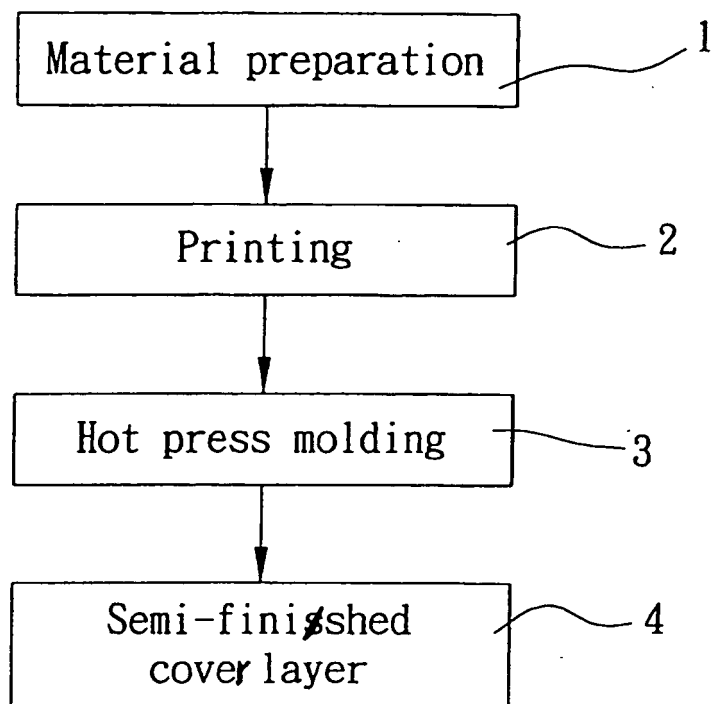 Material preparation
1
Printing
2
Hot press molding
3
Semi-finisshed
4
cover layer